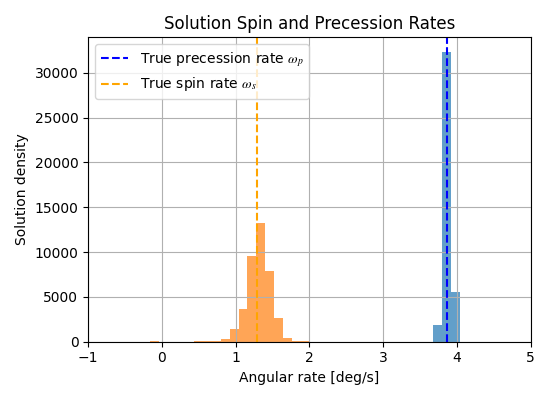 Solution Spin and Precession Rates
True precession rate ωₚ
True spin rate ωₛ
Solution density
30000
25000
20000
15000
10000
5000
0
−1
0
1
2
3
4
5
Angular rate [deg/s]